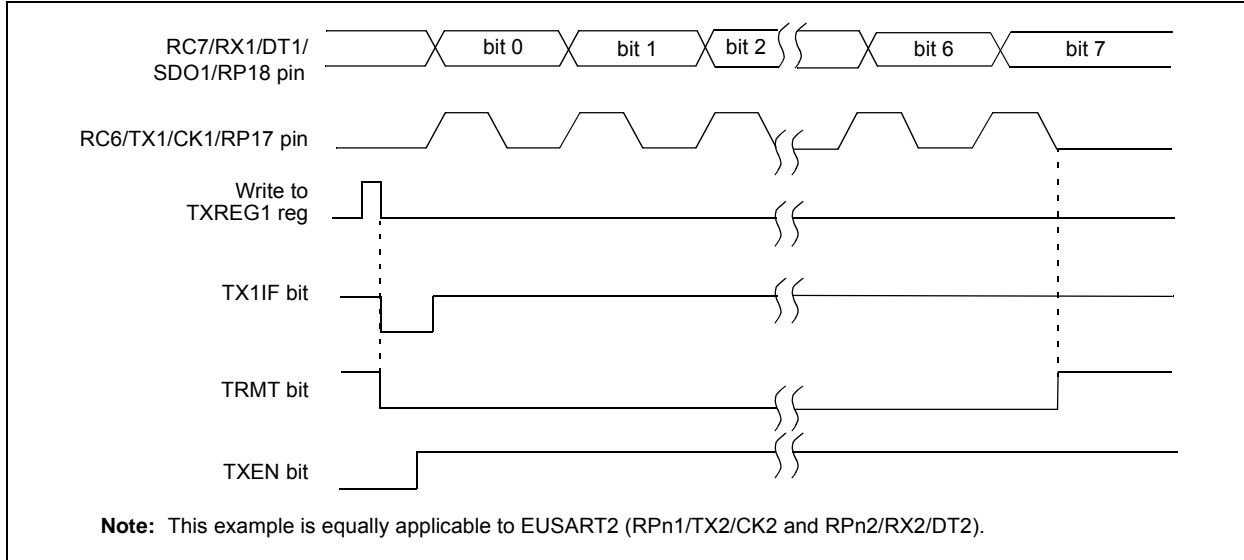 RC7/RX1/DT1/
SDO1/RP18 pin
bit 0
bit 1
bit 2
bit 6
bit 7
RC6/TX1/CK1/RP17 pin
Write to
TXREG1 reg
TX1IF bit
TRMT bit
TXEN bit
Note: This example is equally applicable to EUSART2 (RPn1/TX2/CK2 and RPn2/RX2/DT2).